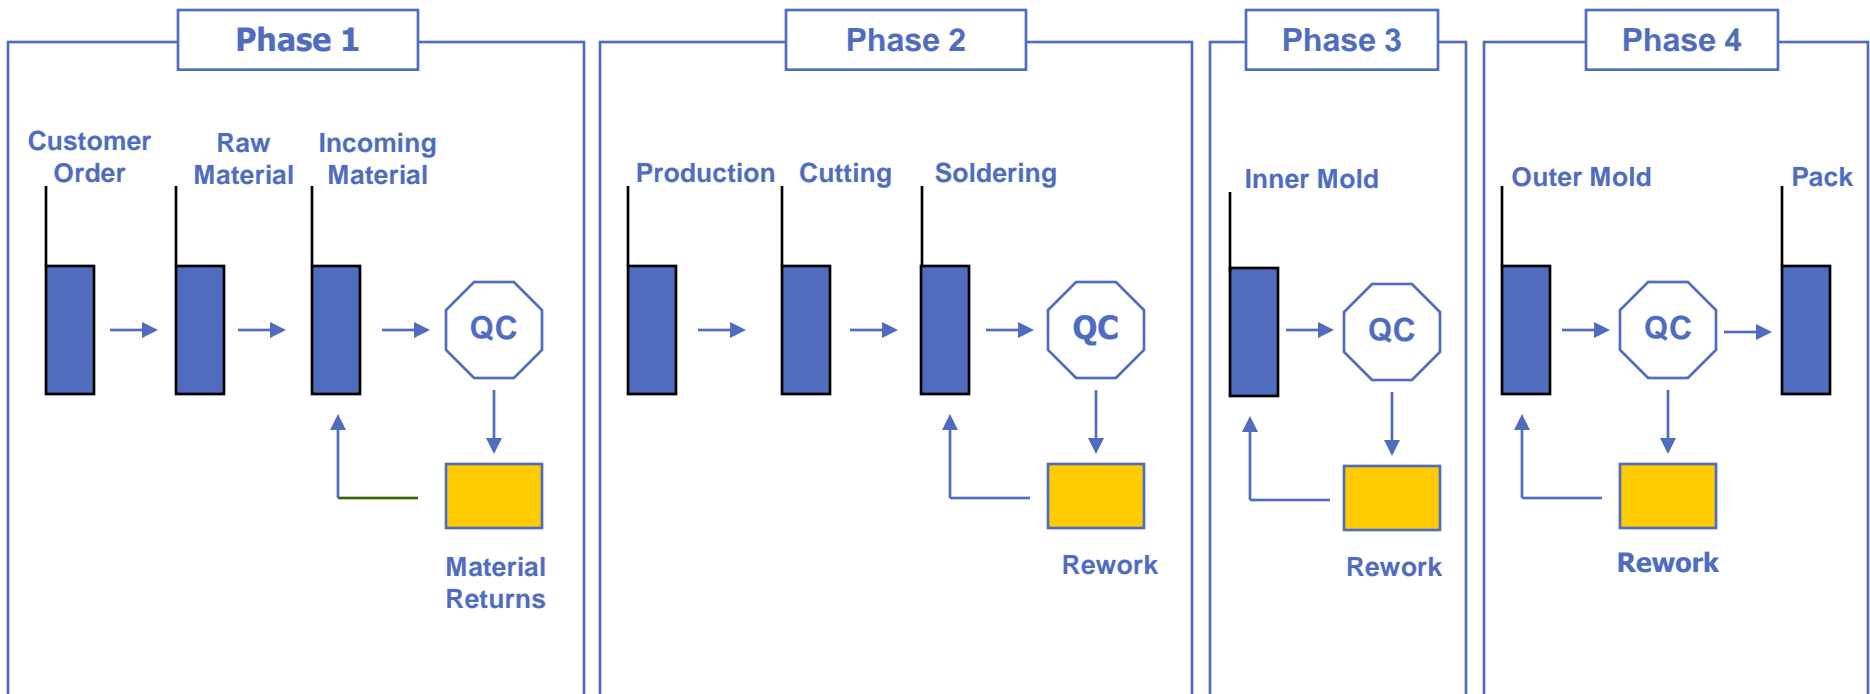 Phase 1
Customer
Order
Raw
Material
Incoming
Material
QC
Material
Returns
Phase 2
Production
Cutting
Soldering
QC
Rework
Phase 3
Inner Mold
QC
Rework
Phase 4
Outer Mold
Pack
QC
Rework